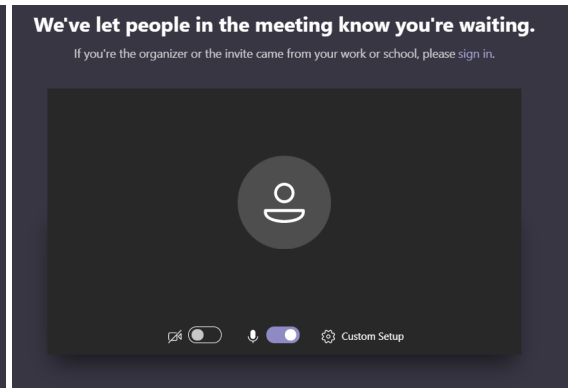 We've let people in the meeting know you're waiting.
If you're the organizer or the invite came from your work or school, please sign in.
Custom Setup